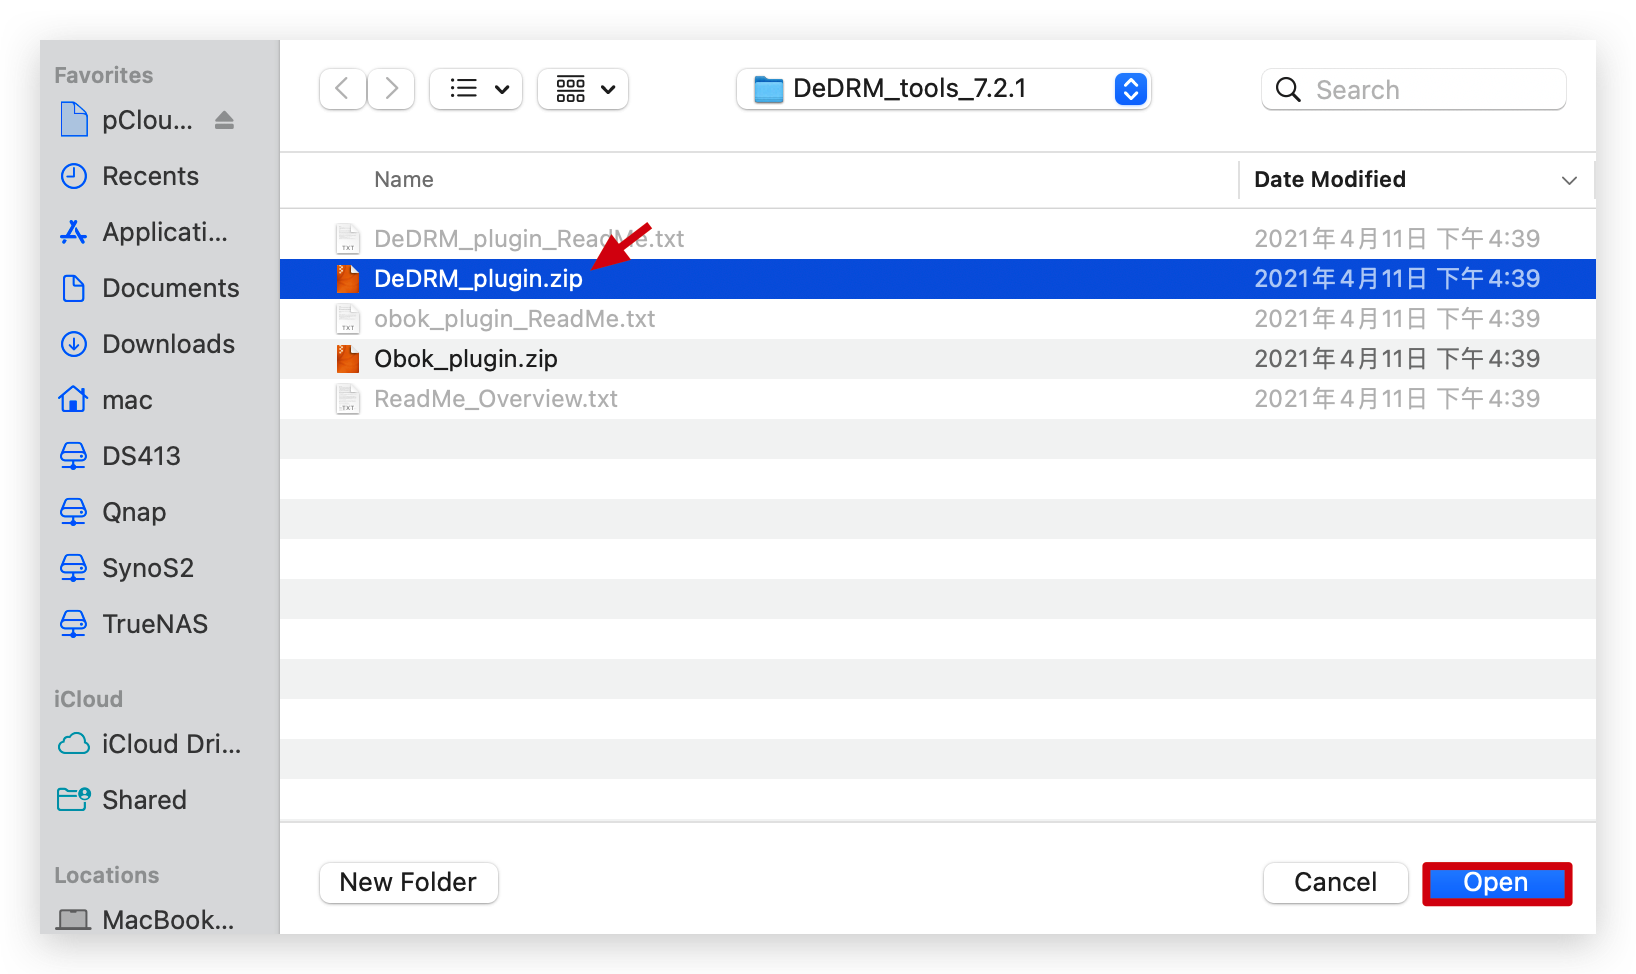 Favorites
pClou...
Recents
Applicati...
Documents
Downloads
mac
DS413
Qnap
SynoS2
TrueNAS
iCloud
iCloud Dri...
Shared
Locations
MacBook...
DeDRM_tools_7.2.1
Search
Name Date Modified
DeDRM_plugin_ReadMe.txt 2021年4月11日 下午4:39
DeDRM_plugin.zip 2021年4月11日 下午4:39
obok_plugin_ReadMe.txt 2021年4月11日 下午4:39
Obok_plugin.zip 2021年4月11日 下午4:39
ReadMe_Overview.txt 2021年4月11日 下午4:39
New Folder Cancel Open